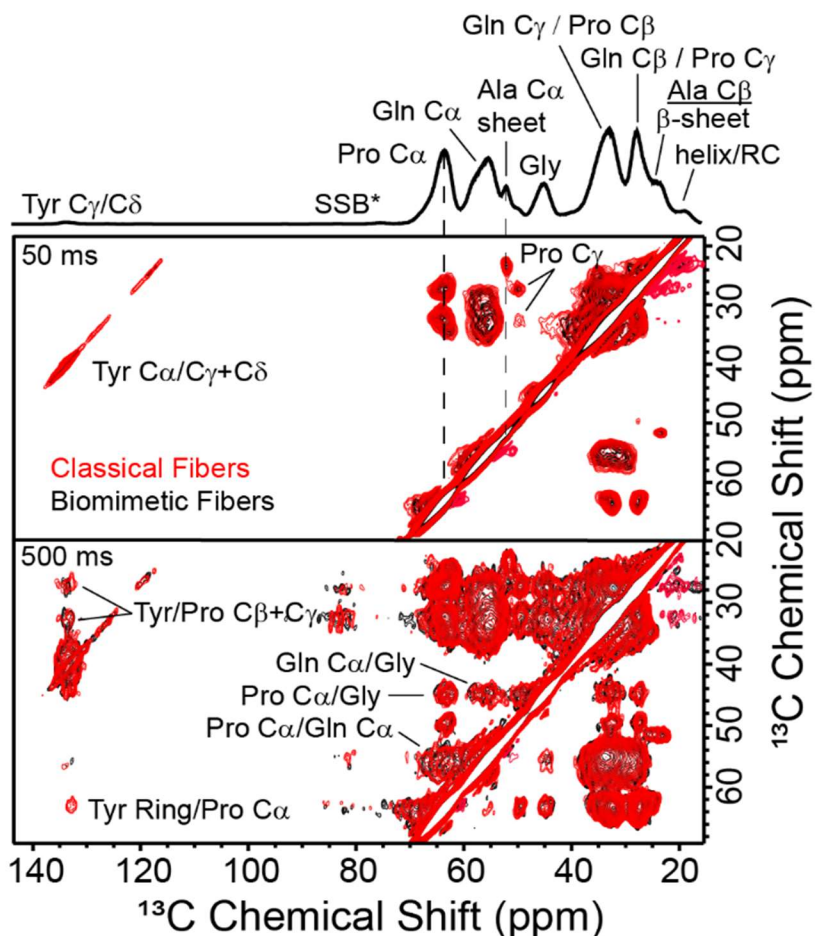 Gln Cγ / Pro Cβ
Gln Cβ / Pro Cγ
Ala Cβ
β-sheet
helix/RC
Ala Cα
sheet
Gln Cα
Pro Cα
Gly
Tyr Cγ/Cδ
SSB*
50 ms
Pro Cγ
Tyr Cα/Cγ+Cδ
Classical Fibers
Biomimetic Fibers
20
30
40
50
60
500 ms
Tyr/Pro Cβ+Cγ
Gln Cα/Gly
Pro Cα/Gly
Pro Cα/Gln Cα
Tyr Ring/Pro Cα
20
30
40
50
60
¹³C Chemical Shift (ppm)
140 120 100 80 60 40 20
¹³C Chemical Shift (ppm)